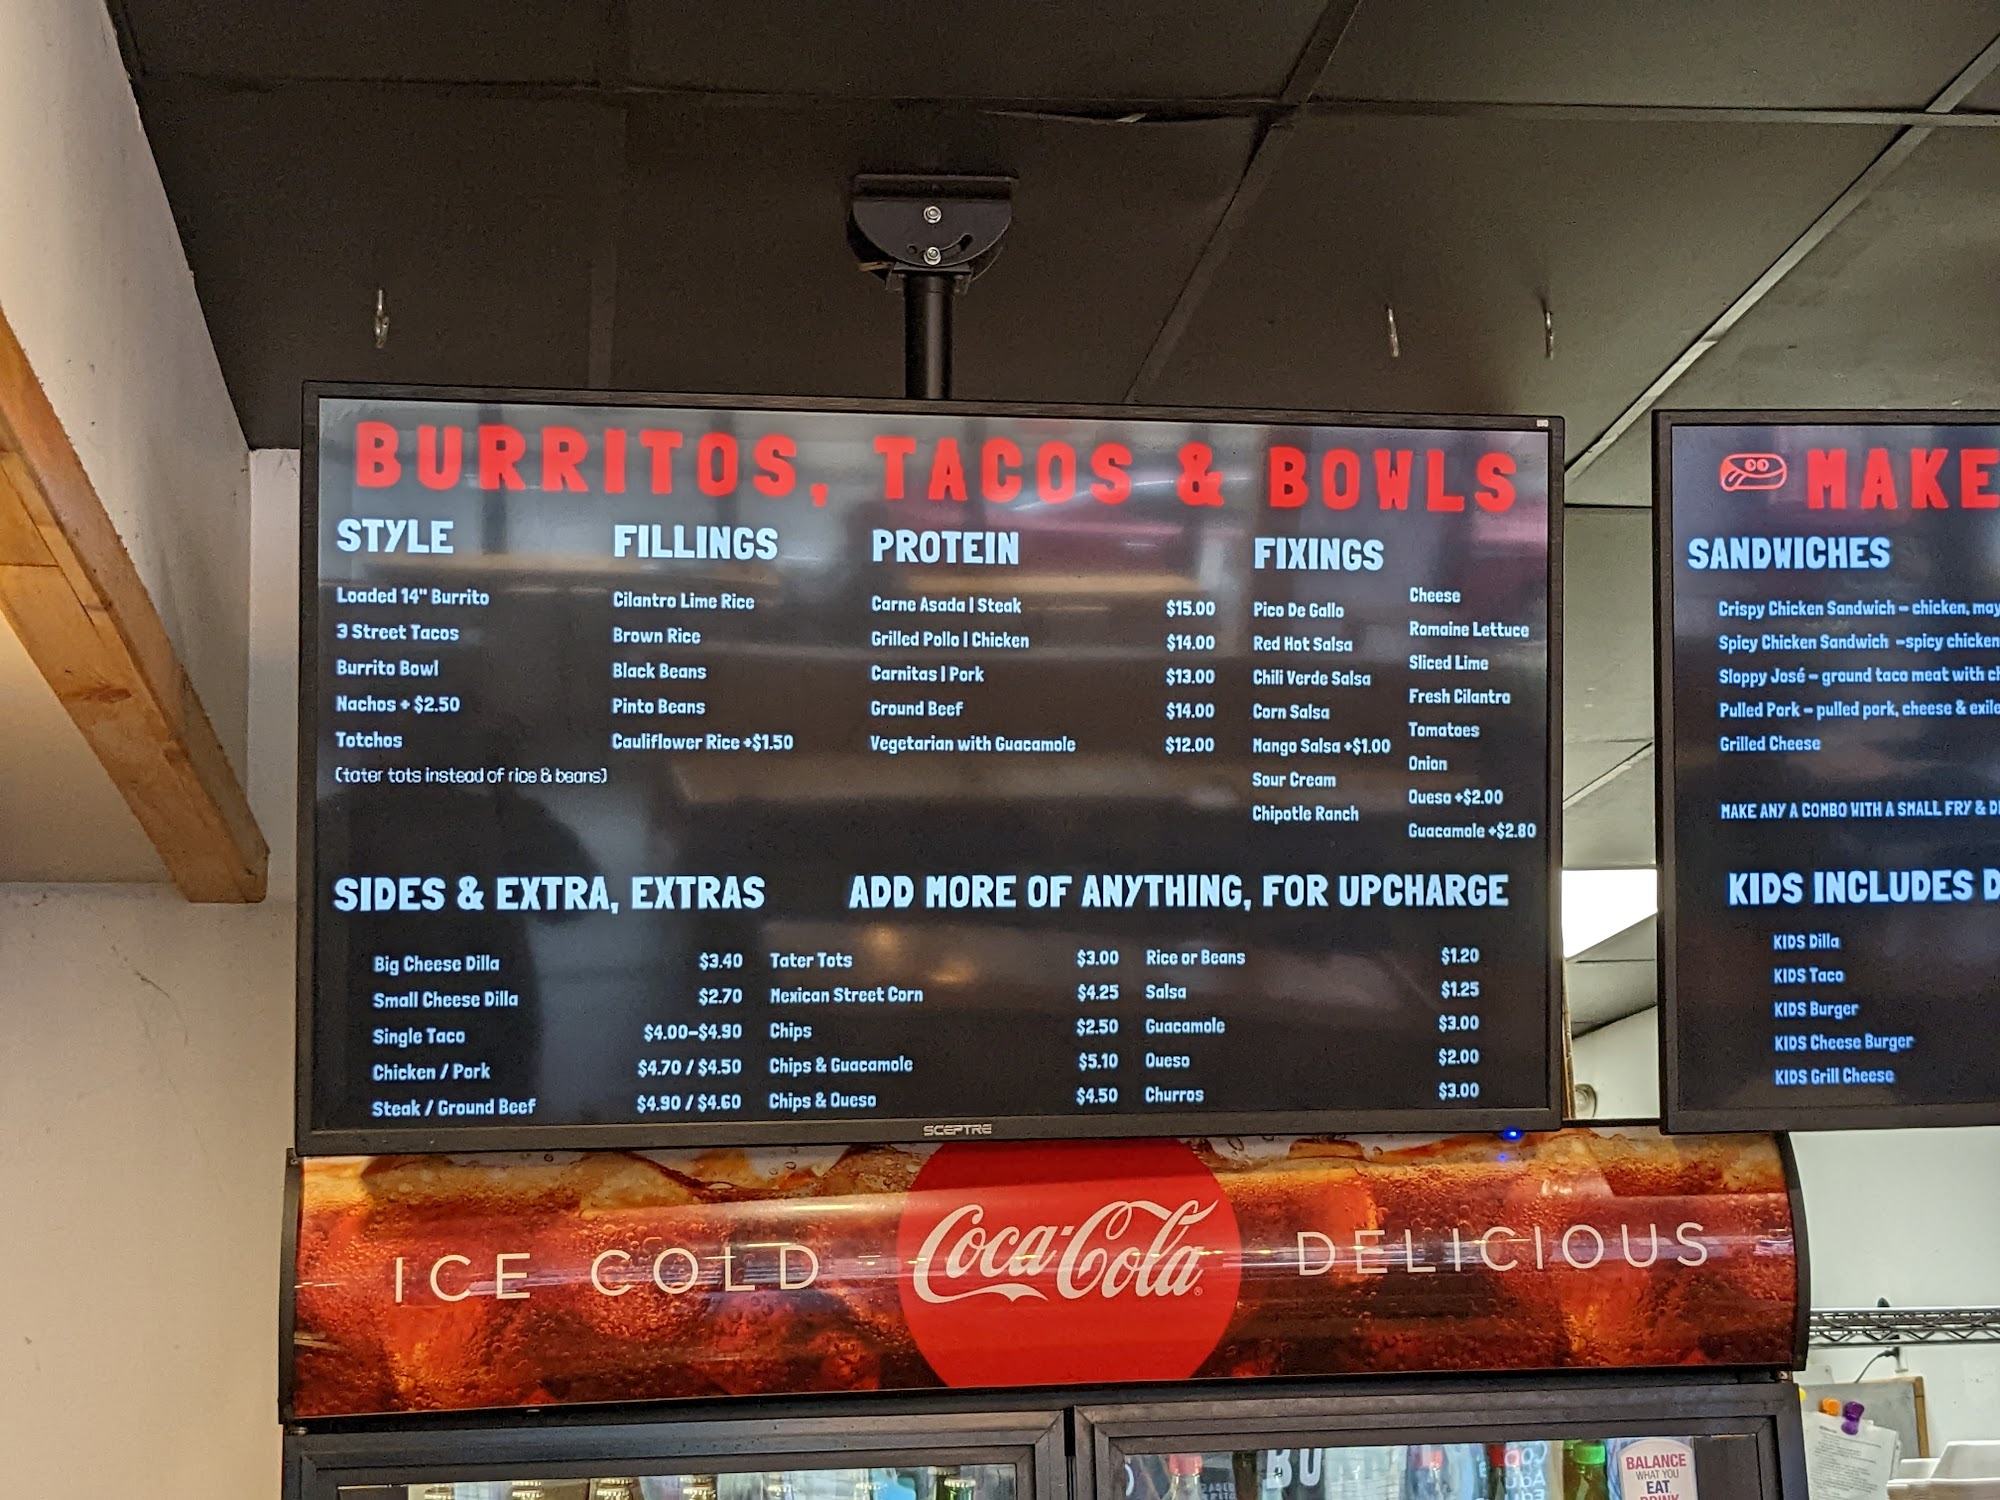 BURRITOS, TACOS & BOWLS
STYLE
Loaded 14" Burrito
3 Street Tacos
Burrito Bowl
Nachos + $2.50
Totchos
(tater tots instead of rice & beans)
FILLINGS
Cilantro Lime Rice
Brown Rice
Black Beans
Pinto Beans
Cauliflower Rice +$1.50
PROTEIN
Carne Asada | Steak $15.00
Grilled Pollo | Chicken $14.00
Carnitas | Pork $13.00
Ground Beef $14.00
Vegetarian with Guacamole $12.00
FIXINGS
Pico De Gallo
Red Hot Salsa
Chili Verde Salsa
Corn Salsa
Mango Salsa +$1.00
Sour Cream
Chipotle Ranch
Cheese
Romaine Lettuce
Sliced Lime
Fresh Cilantro
Tomatoes
Onion
Queso +$2.00
Guacamole +$2.80
SIDES & EXTRA, EXTRAS
ADD MORE OF ANYTHING, FOR UPCHARGE
Big Cheese Dilla $3.40
Small Cheese Dilla $2.70
Single Taco $4.00-$4.90
Chicken / Pork $4.70 / $4.50
Steak / Ground Beef $4.90 / $4.60
Tater Tots $3.00
Mexican Street Corn $4.25
Chips $2.50
Chips & Guacamole $5.10
Chips & Queso $4.50
Rice or Beans $1.20
Salsa $1.25
Guacamole $3.00
Queso $2.00
Churros $3.00
SCEPTRE
MAKE
SANDWICHES
Crispy Chicken Sandwich - chicken, may
Spicy Chicken Sandwich -spicy chicken
Sloppy José - ground taco meat with ch
Pulled Pork - pulled pork, cheese & exile
Grilled Cheese
MAKE ANY A COMBO WITH A SMALL FRY & D
KIDS INCLUDES D
KIDS Dilla
KIDS Taco
KIDS Burger
KIDS Cheese Burger
KIDS Grill Cheese
ICE COLD Coca-Cola DELICIOUS
BALANCE
WHAT YOU
EAT
DRINK